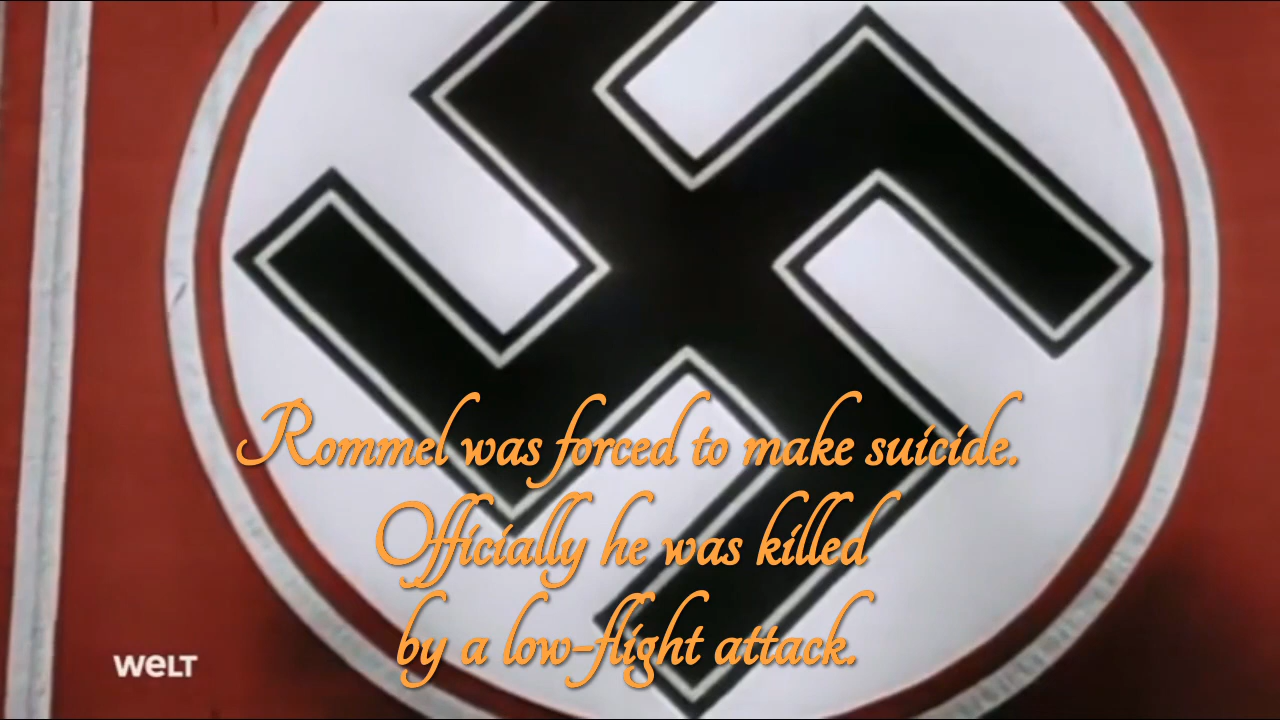 Rommel was forced to make suicide.
Officially he was killed
by a low-flight attack.
welt